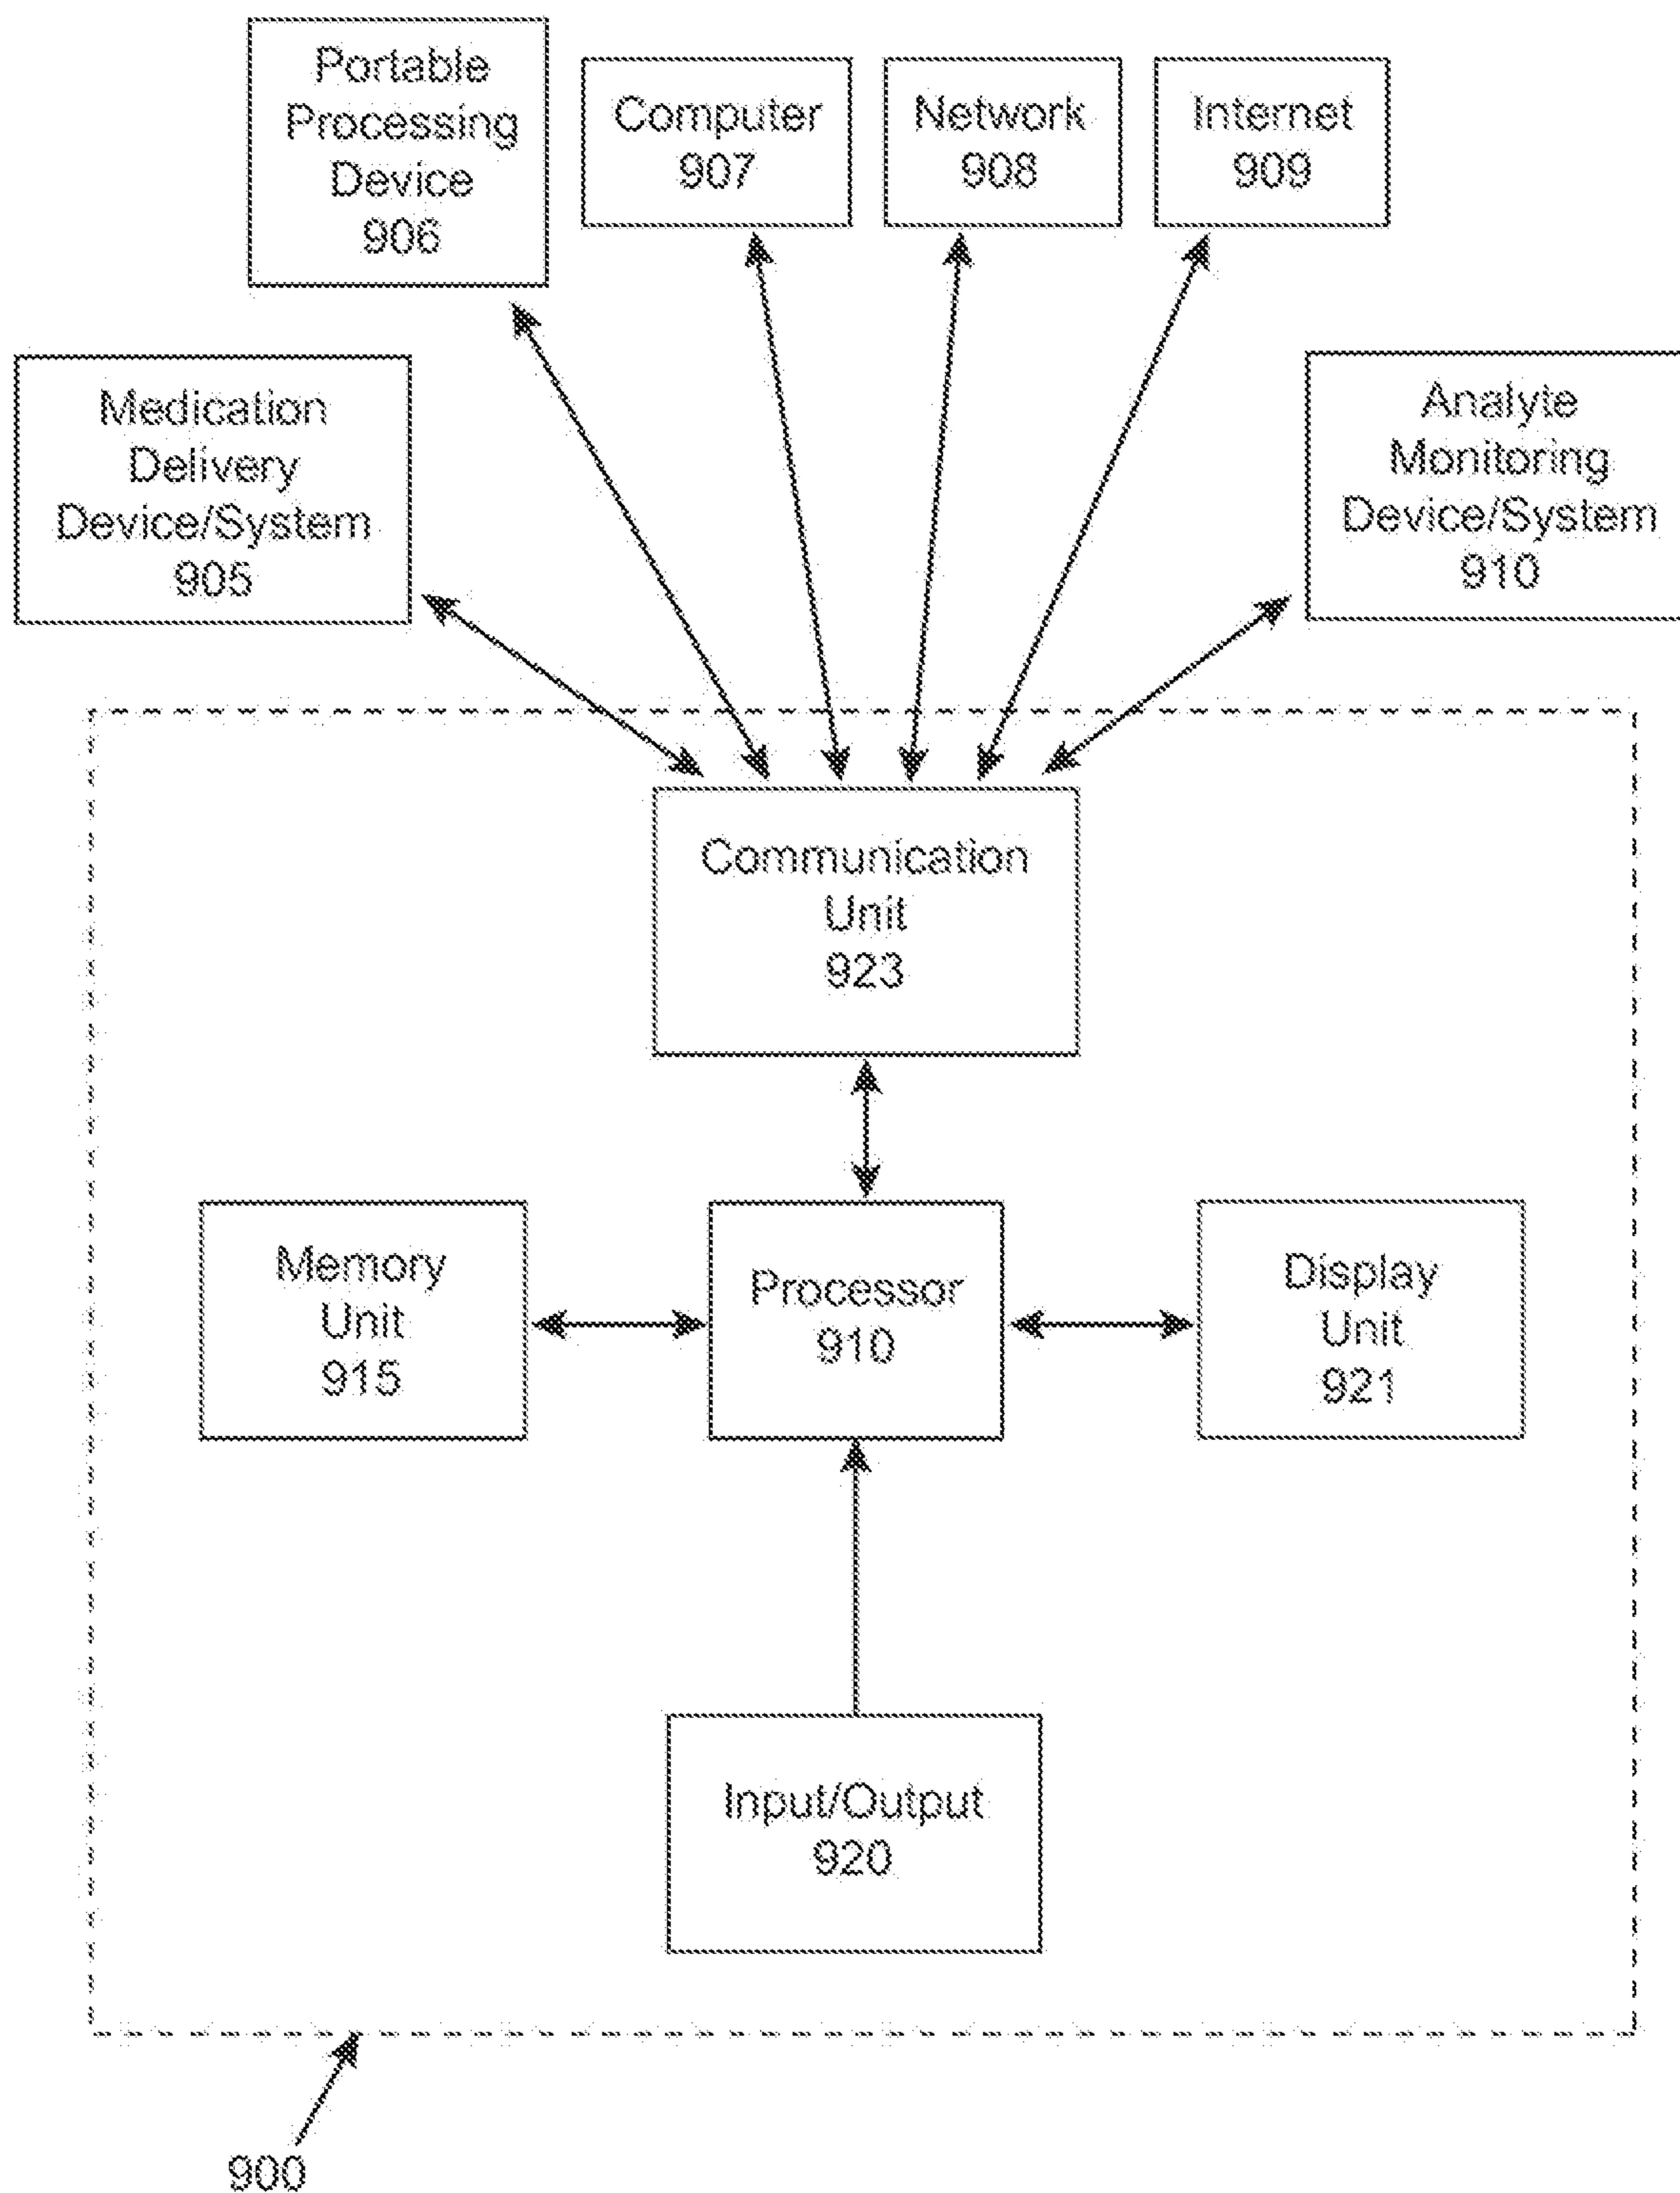 Portable
Processing
Device
906
Computer
907
Network
908
Internet
909
Medication
Delivery
Device/System
905
Analyte
Monitoring
Device/System
910
Communication
Unit
923
Memory
Unit
915
Processor
910
Display
Unit
921
Input/Output
920
900